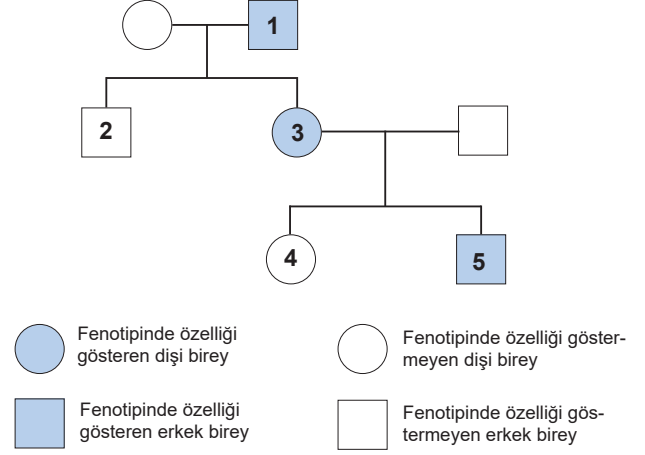 1
2
3
4
5
Fenotipinde özelliği
gösteren dişi birey
Fenotipinde özelliği göster-
meyen dişi birey
Fenotipinde özelliği
gösteren erkek birey
Fenotipinde özelliği gös-
termeyen erkek birey